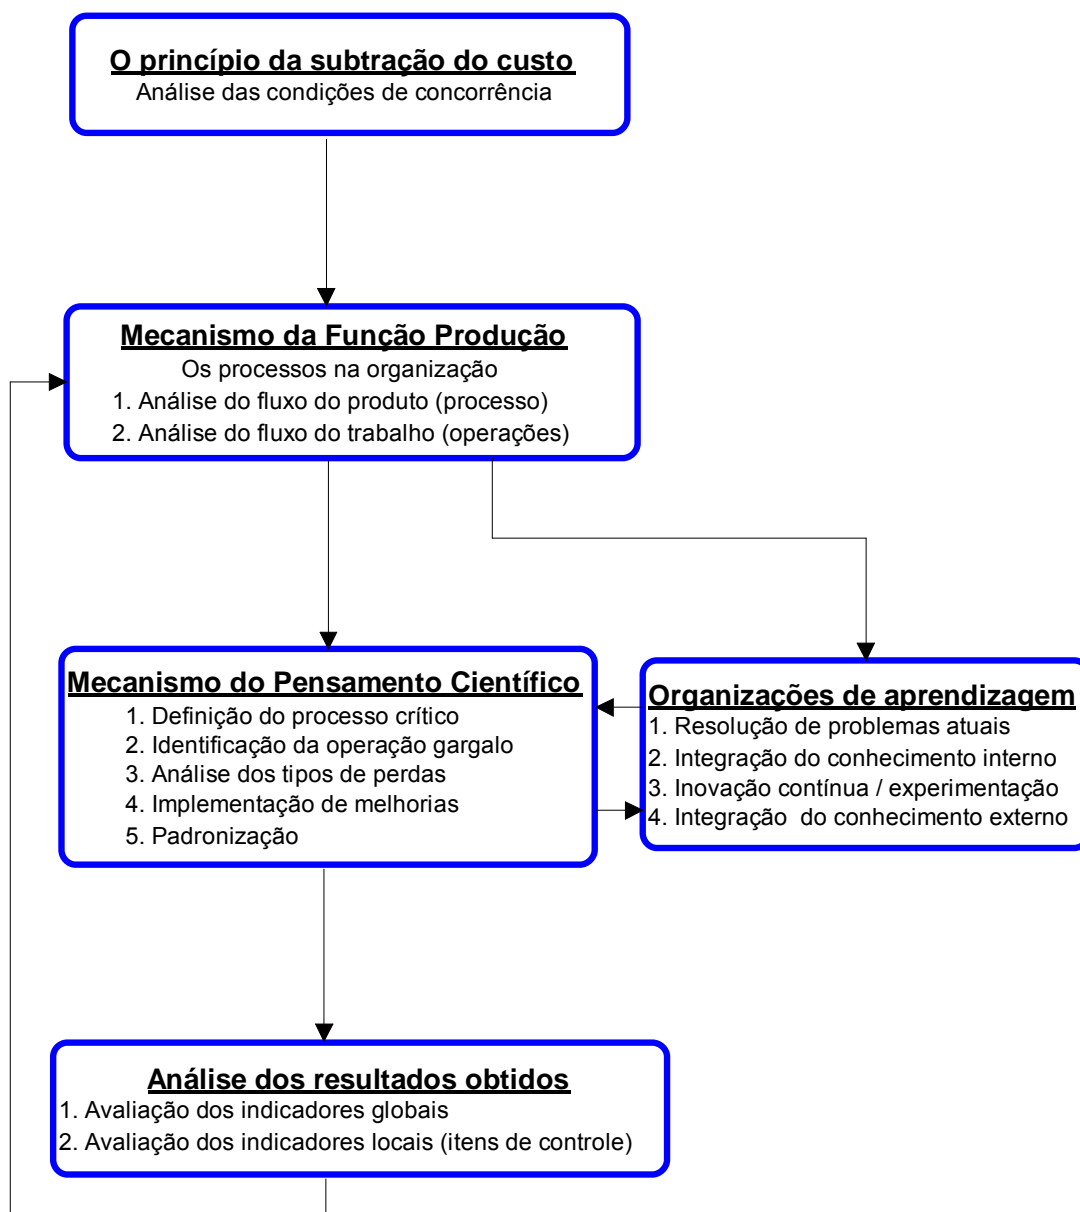 O princípio da subtração do custo
Análise das condições de concorrência
Mecanismo da Função Produção
Os processos na organização
1. Análise do fluxo do produto (processo)
2. Análise do fluxo do trabalho (operações)
Mecanismo do Pensamento Científico
1. Definição do processo crítico
2. Identificação da operação gargalo
3. Análise dos tipos de perdas
4. Implementação de melhorias
5. Padronização
Organizações de aprendizagem
1. Resolução de problemas atuais
2. Integração do conhecimento interno
3. Inovação contínua / experimentação
4. Integração  do conhecimento externo
Análise dos resultados obtidos
1. Avaliação dos indicadores globais
2. Avaliação dos indicadores locais (itens de controle)